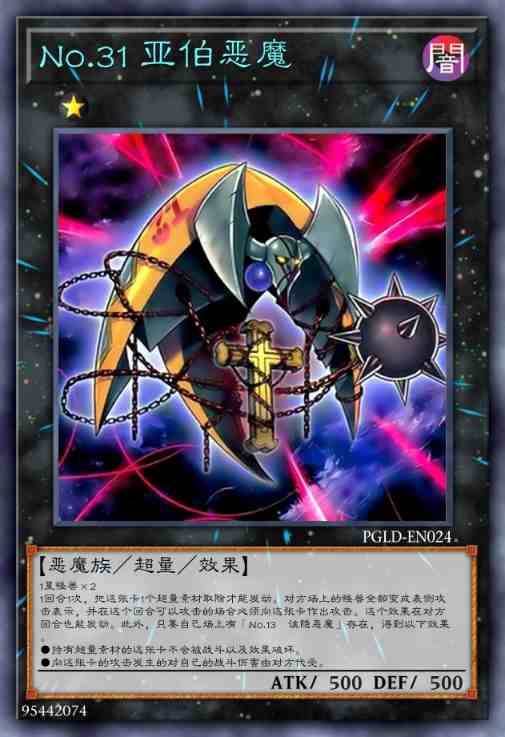 No.31 亚伯恶魔
闇
31
PGLD-EN024
【恶魔族／超量／效果】
1星怪兽×2
1回合1次，把这张卡1个超量素材取除才能发动。对方场上的怪兽全部变成表侧攻
击表示，并在这个回合可以攻击的场合必须向这张卡作出攻击。这个效果在对方
回合也能发动。此外，只要自己场上有「No.13 该隐恶魔」存在，得到以下效果
。
●持有超量素材的这张卡不会被战斗以及效果破坏。
●向这张卡的攻击发生的对自己的战斗伤害由对方代受。
ATK/ 500 DEF/ 500
95442074